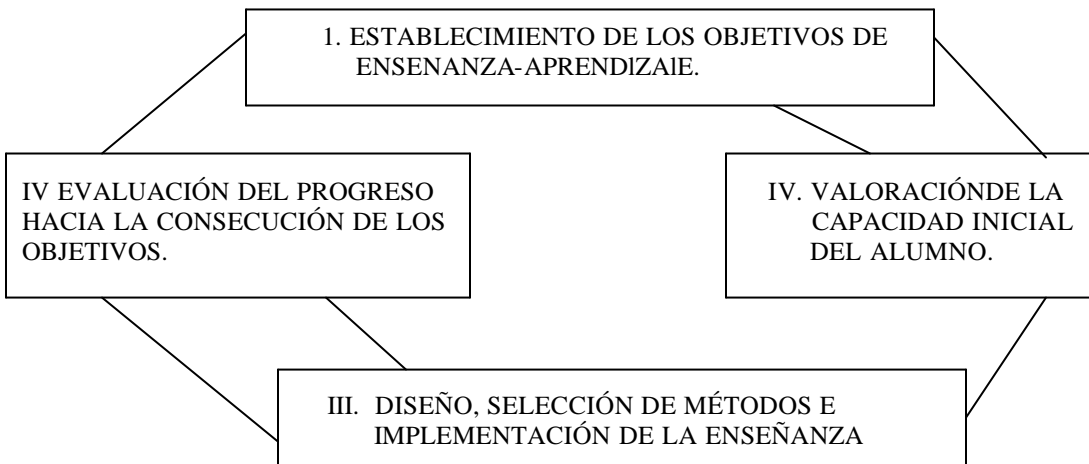 1. ESTABLECIMIENTO DE LOS OBJETIVOS DE
ENSENANZA-APRENDIZAIE.
IV EVALUACIÓN DEL PROGRESO
HACIA LA CONSECUCIÓN DE LOS
OBJETIVOS.
IV. VALORACIÓNDE LA
CAPACIDAD INICIAL
DEL ALUMNO.
III. DISEÑO, SELECCIÓN DE MÉTODOS E
IMPLEMENTACIÓN DE LA ENSEÑANZA